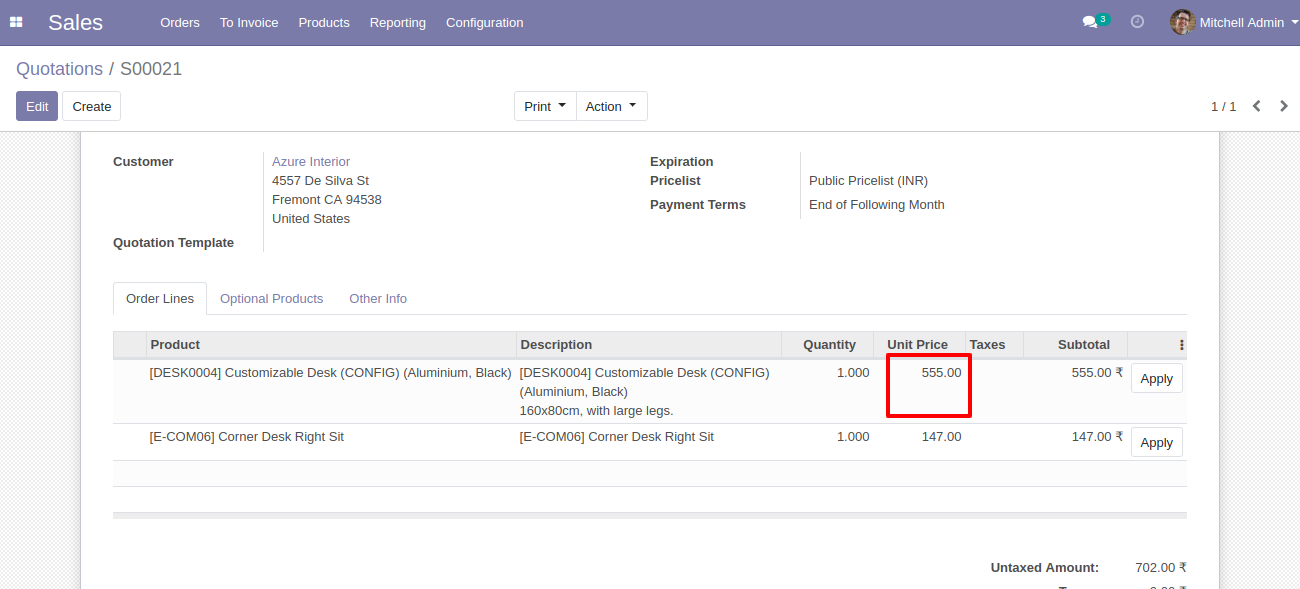 Sales Orders To Invoice Products Reporting Configuration 3 Mitchell Admin
Quotations / S00021
Edit Create Print Action 1 / 1
Customer Azure Interior Expiration
4557 De Silva St Pricelist Public Pricelist (INR)
Fremont CA 94538 Payment Terms End of Following Month
United States
Quotation Template
Order Lines Optional Products Other Info
Product Description Quantity Unit Price Taxes Subtotal
[DESK0004] Customizable Desk (CONFIG) (Aluminium, Black) [DESK0004] Customizable Desk (CONFIG) 1.000 555.00 555.00 ₹ Apply
(Aluminium, Black)
160x80cm, with large legs.
[E-COM06] Corner Desk Right Sit [E-COM06] Corner Desk Right Sit 1.000 147.00 147.00 ₹ Apply
Untaxed Amount: 702.00 ₹